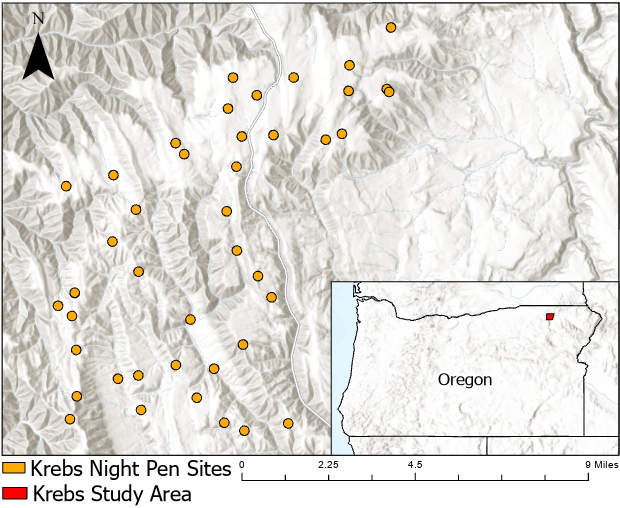 N
Oregon
Krebs Night Pen Sites
0 2.25 4.5 9 Miles
Krebs Study Area